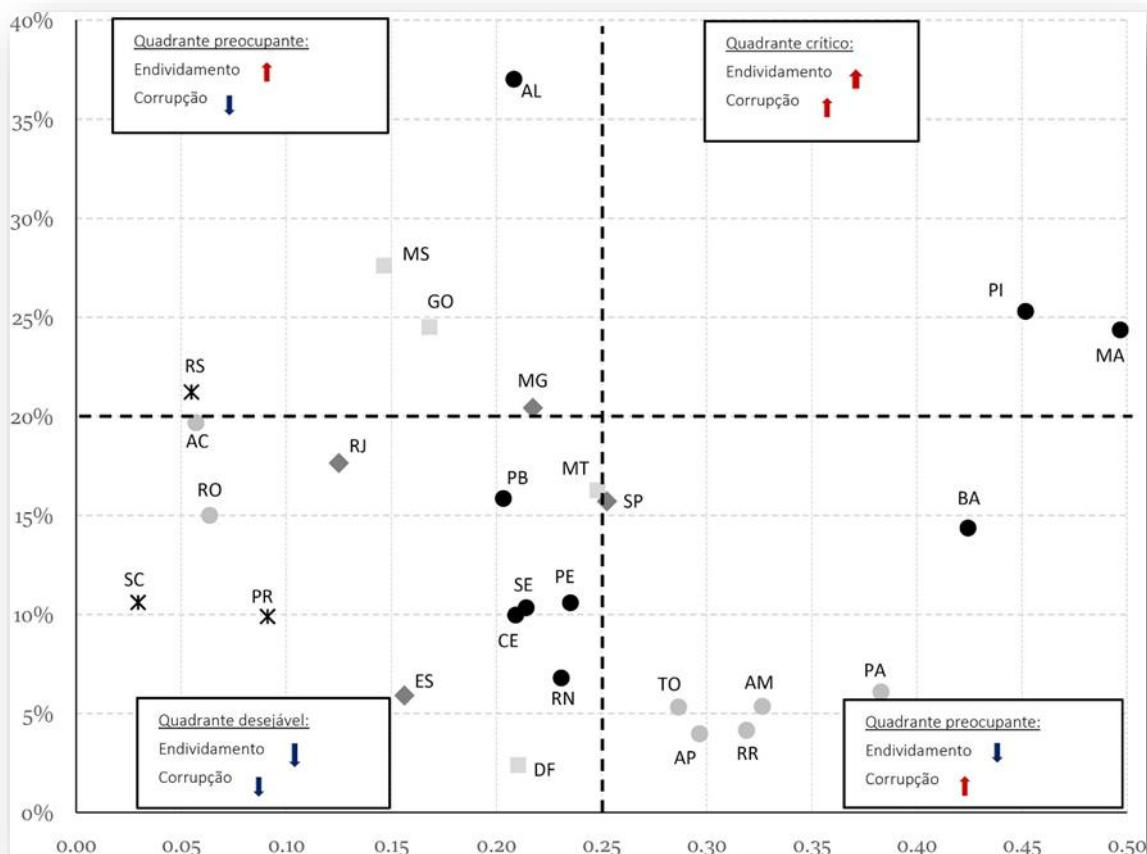 40%
35%
30%
25%
20%
15%
10%
5%
0%
Quadrante preocupante:
Endividamento
Corrupção
Quadrante crítico:
Endividamento
Corrupção
AL
MS
GO
PI
MA
RS
MG
AC
RJ
RO
PB
MT
SP
BA
SC
PR
SE
PE
CE
ES
RN
TO
AM
PA
AP
RR
DF
Quadrante desejável:
Endividamento
Corrupção
Quadrante preocupante:
Endividamento
Corrupção
0.00 0.05 0.10 0.15 0.20 0.25 0.30 0.35 0.40 0.45 0.50